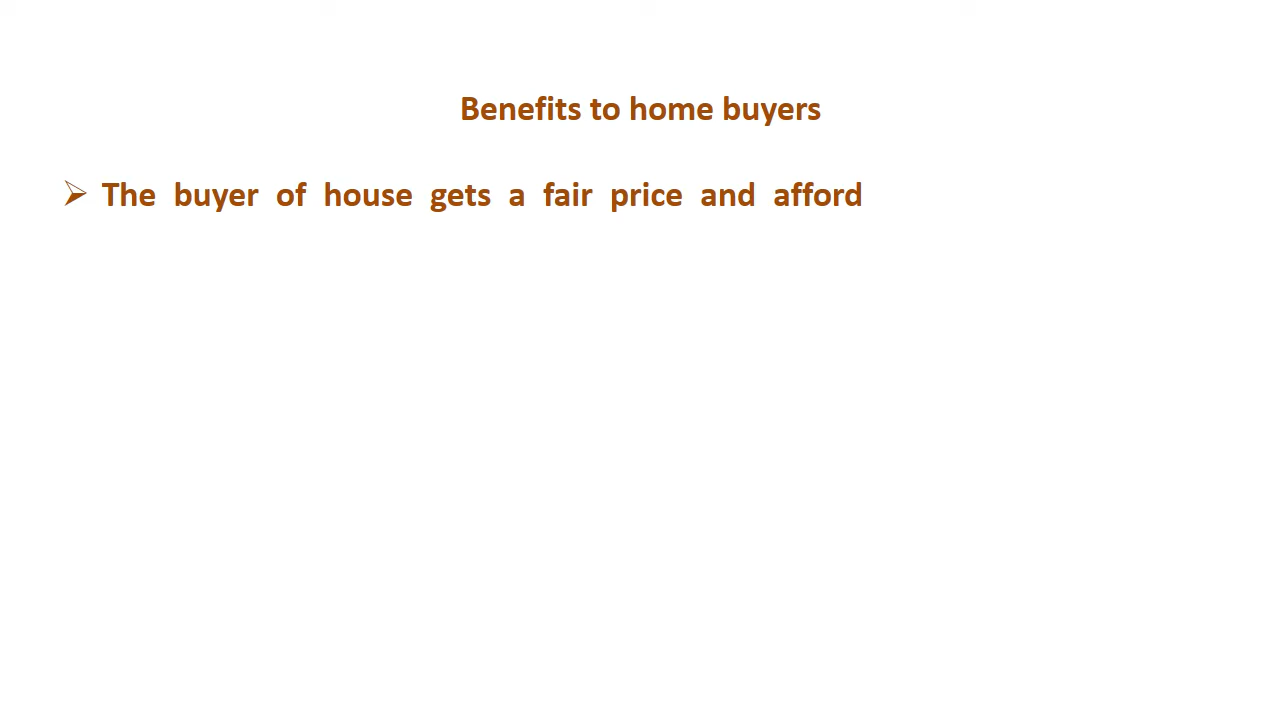 Benefits to home buyers
➢ The buyer of house gets a fair price and afford